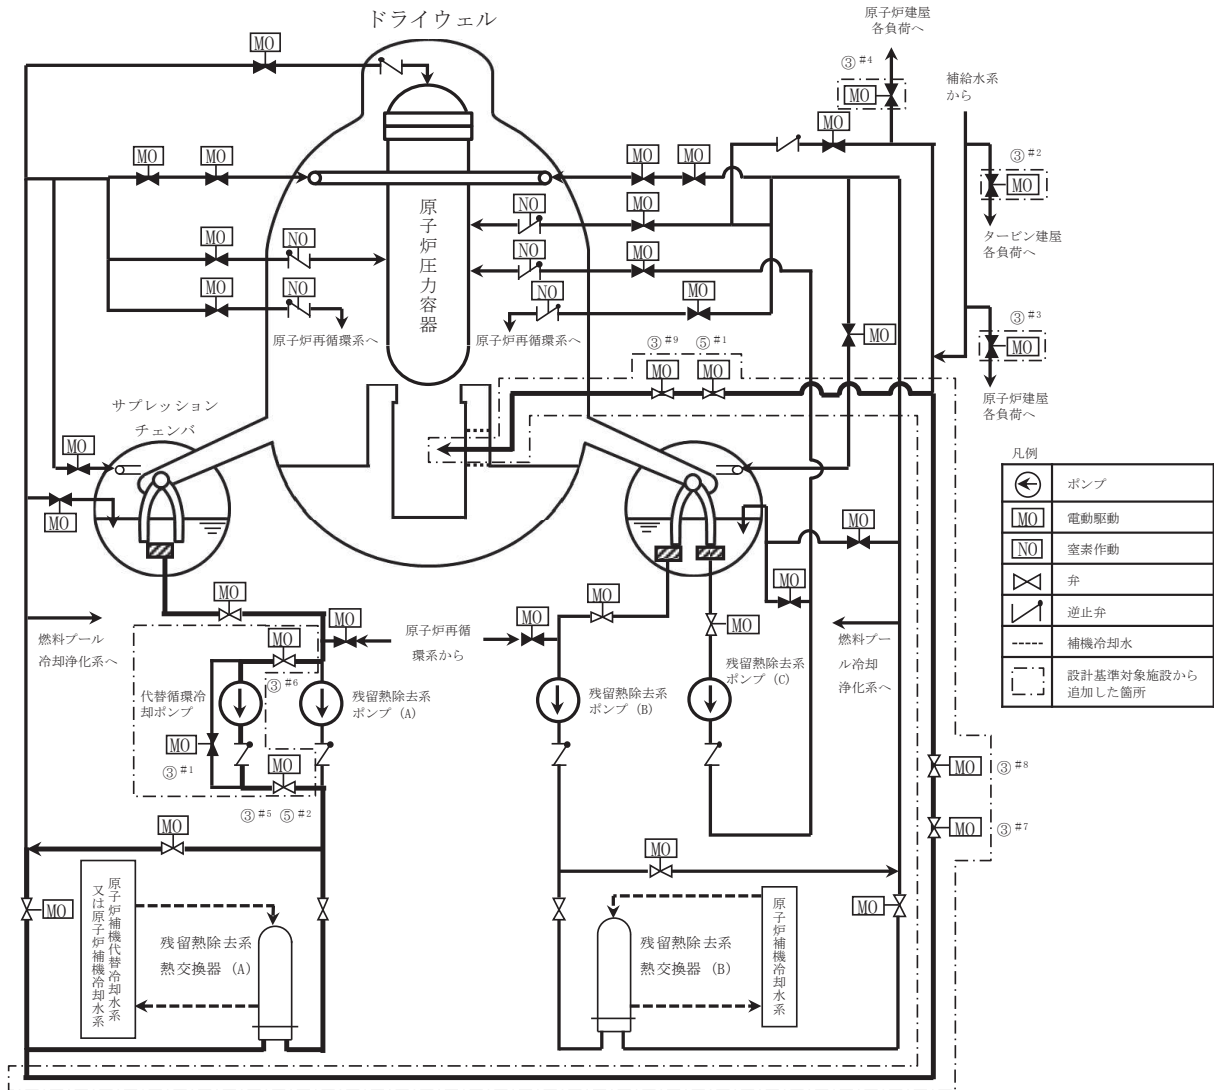 ドライウェル
原子炉建屋
各負荷へ
MO
③#4
MO
補給水系
から
MO
MO
MO
MO
MO
③#2
MO
タービン建屋
各負荷へ
原子炉圧力容器
NO
MO
MO
NO
NO
MO
MO
NO
NO
MO
原子炉再循環系へ
原子炉再循環系へ
③#3
MO
原子炉建屋
各負荷へ
MO
③#9
⑤#1
MO
MO
サプレッション
チェンバ
MO
MO
MO
MO
凡例
ポンプ
MO
電動駆動
NO
窒素作動
弁
逆止弁
補機冷却水
設計基準対象施設から
追加した箇所
MO
MO
MO
MO
MO
燃料プール
冷却浄化系へ
原子炉再循
環系から
燃料プー
ル冷却
浄化系へ
MO
③#6
代替循環冷
却ポンプ
残留熱除去系
ポンプ(A)
残留熱除去系
ポンプ(B)
残留熱除去系
ポンプ(C)
MO
③#1
MO
③#5
⑤#2
MO
③#8
MO
③#7
MO
MO
MO
MO
原子炉補機代替冷却水系
又は原子炉補機冷却水系
残留熱除去系
熱交換器(A)
残留熱除去系
熱交換器(B)
原子炉補機冷却水系